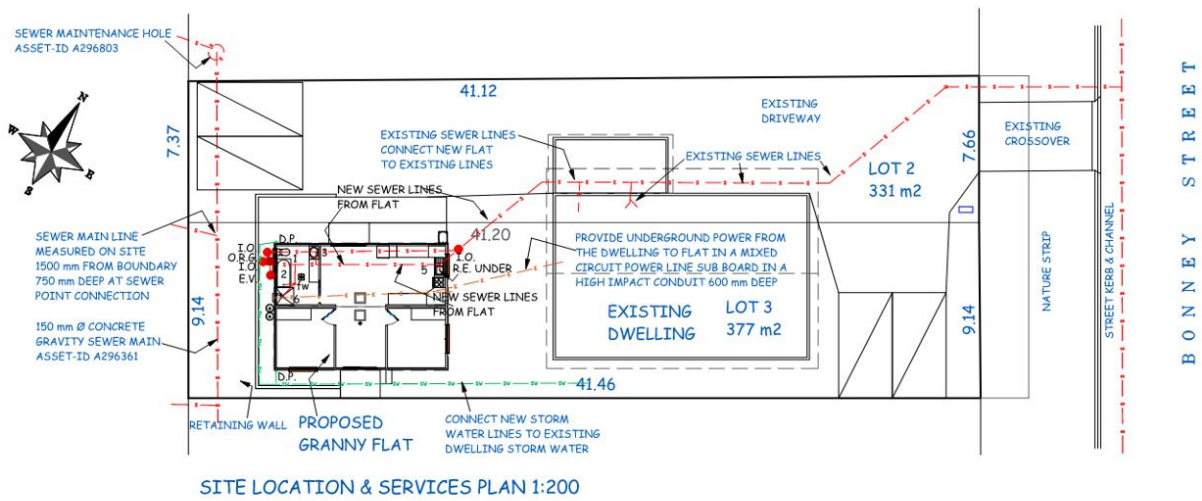 SEWER MAINTENANCE HOLE
ASSET-ID A296803
N
W
E
S
41.12
7.37
EXISTING SEWER LINES
CONNECT NEW FLAT
TO EXISTING LINES
EXISTING
DRIVEWAY
EXISTING SEWER LINES
LOT 2
331 m2
7.66
EXISTING
CROSSOVER
BONNEY STREET
NEW SEWER LINES
FROM FLAT
41.20
SEWER MAIN LINE
MEASURED ON SITE
1500 mm FROM BOUNDARY
750 mm DEEP AT SEWER
POINT CONNECTION
D.P.
I.O.
O.R.G.
I.O.
E.V.
1
2
3
5
6
TW
I.O.
R.E. UNDER
NEW SEWER LINES
FROM FLAT
PROVIDE UNDERGROUND POWER FROM
THE DWELLING TO FLAT IN A MIXED
CIRCUIT POWER LINE SUB BOARD IN A
HIGH IMPACT CONDUIT 600 mm DEEP
EXISTING
DWELLING
LOT 3
377 m2
9.14
9.14
NATURE STRIP
STREET KERB & CHANNEL
150 mm Ø CONCRETE
GRAVITY SEWER MAIN
ASSET-ID A296361
D.P.
41.46
RETAINING WALL
PROPOSED
GRANNY FLAT
CONNECT NEW STORM
WATER LINES TO EXISTING
DWELLING STORM WATER
SITE LOCATION & SERVICES PLAN 1:200